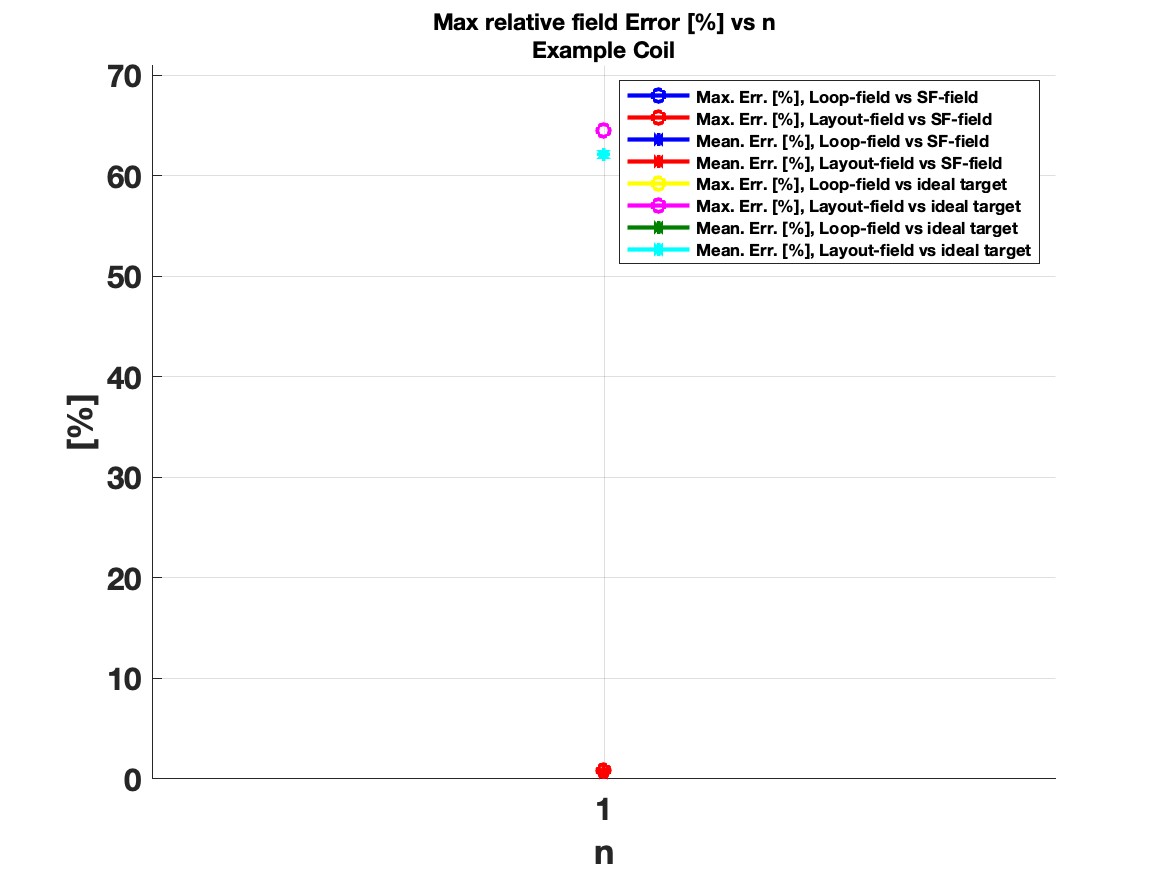 Max relative field Error [%] vs n
Example Coil
70
60
50
40
30
20
10
0
[%]
1
n
Max. Err. [%], Loop-field vs SF-field
Max. Err. [%], Layout-field vs SF-field
Mean. Err. [%], Loop-field vs SF-field
Mean. Err. [%], Layout-field vs SF-field
Max. Err. [%], Loop-field vs ideal target
Max. Err. [%], Layout-field vs ideal target
Mean. Err. [%], Loop-field vs ideal target
Mean. Err. [%], Layout-field vs ideal target